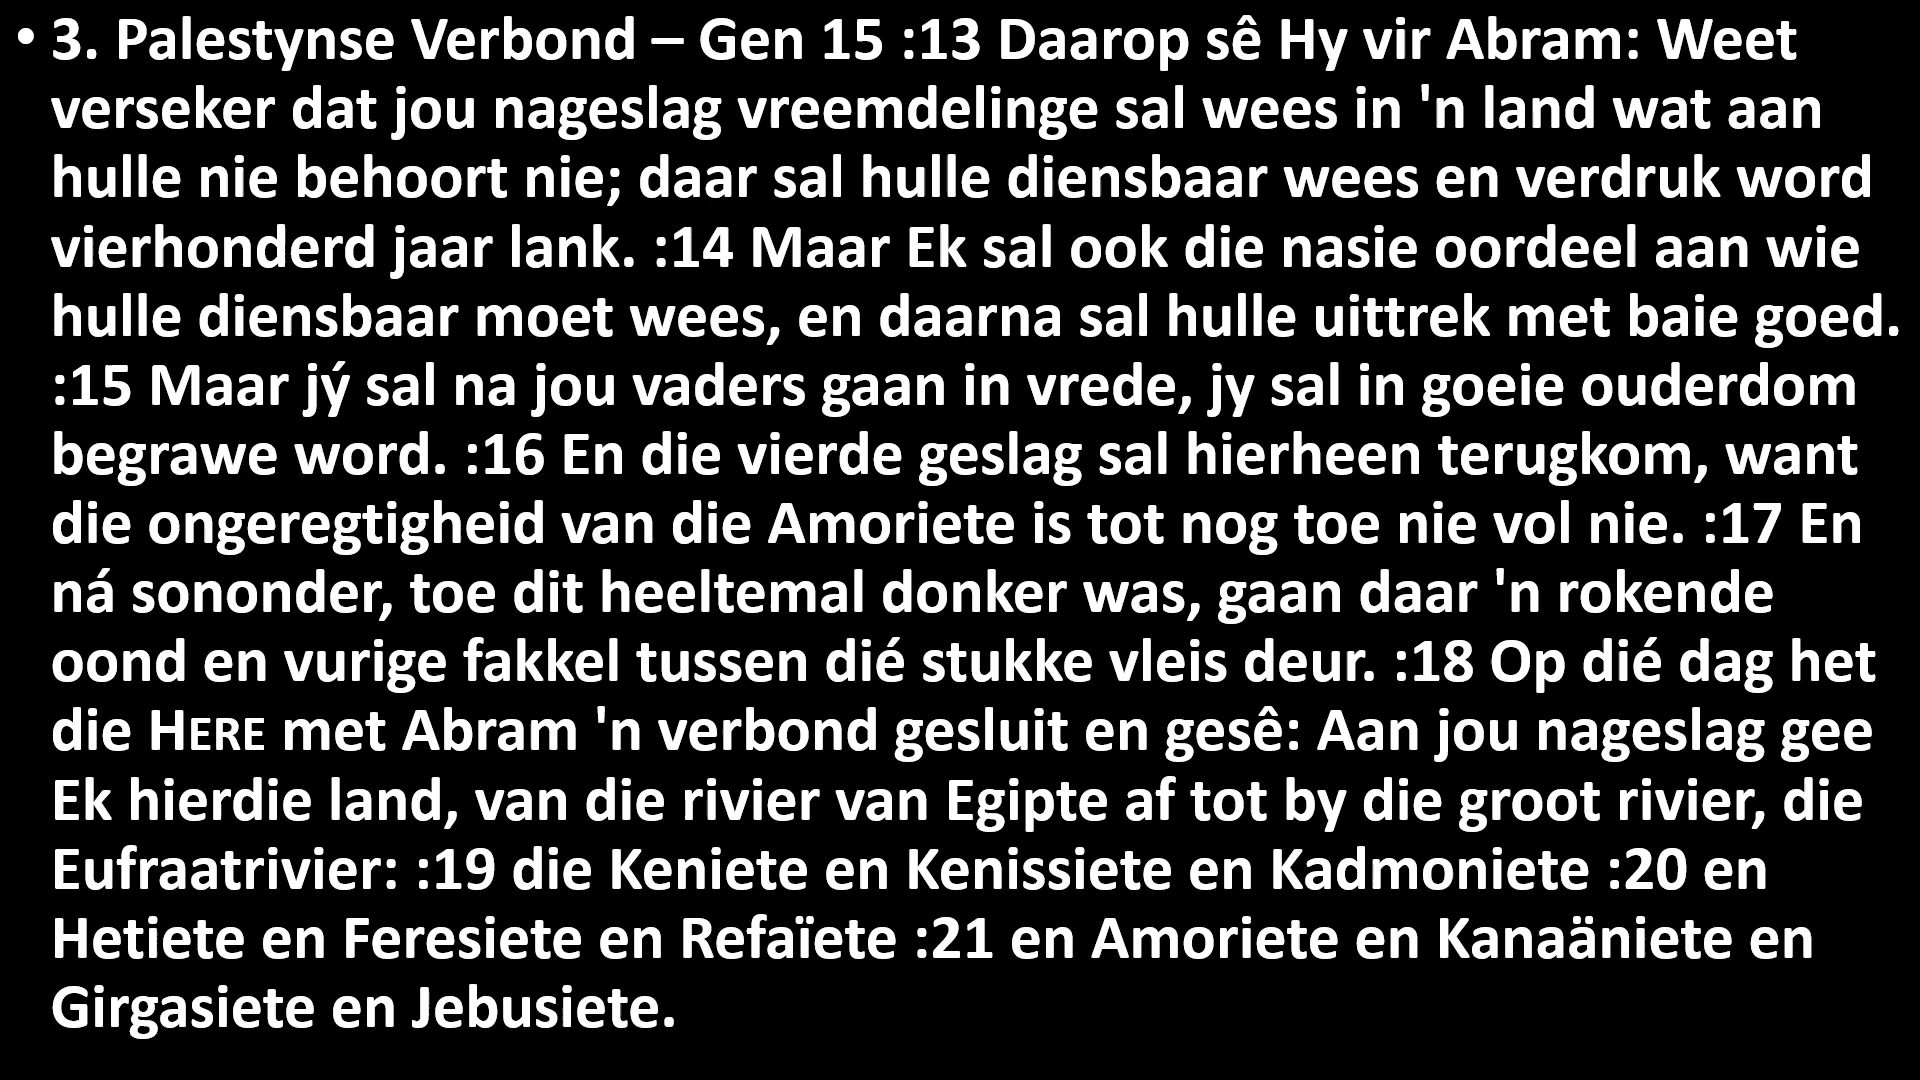 • 3. Palestynse Verbond – Gen 15 :13 Daarop sê Hy vir Abram: Weet
verseker dat jou nageslag vreemdelinge sal wees in 'n land wat aan
hulle nie behoort nie; daar sal hulle diensbaar wees en verdruk word
vierhonderd jaar lank. :14 Maar Ek sal ook die nasie oordeel aan wie
hulle diensbaar moet wees, en daarna sal hulle uittrek met baie goed.
:15 Maar jý sal na jou vaders gaan in vrede, jy sal in goeie ouderdom
begrawe word. :16 En die vierde geslag sal hierheen terugkom, want
die ongeregtigheid van die Amoriete is tot nog toe nie vol nie. :17 En
ná sononder, toe dit heeltemal donker was, gaan daar 'n rokende
oond en vurige fakkel tussen dié stukke vleis deur. :18 Op dié dag het
die HERE met Abram 'n verbond gesluit en gesê: Aan jou nageslag gee
Ek hierdie land, van die rivier van Egipte af tot by die groot rivier, die
Eufraatrivier: :19 die Keniete en Kenissiete en Kadmoniete :20 en
Hetiete en Feresiete en Refaïete :21 en Amoriete en Kanaäniete en
Girgasiete en Jebusiete.